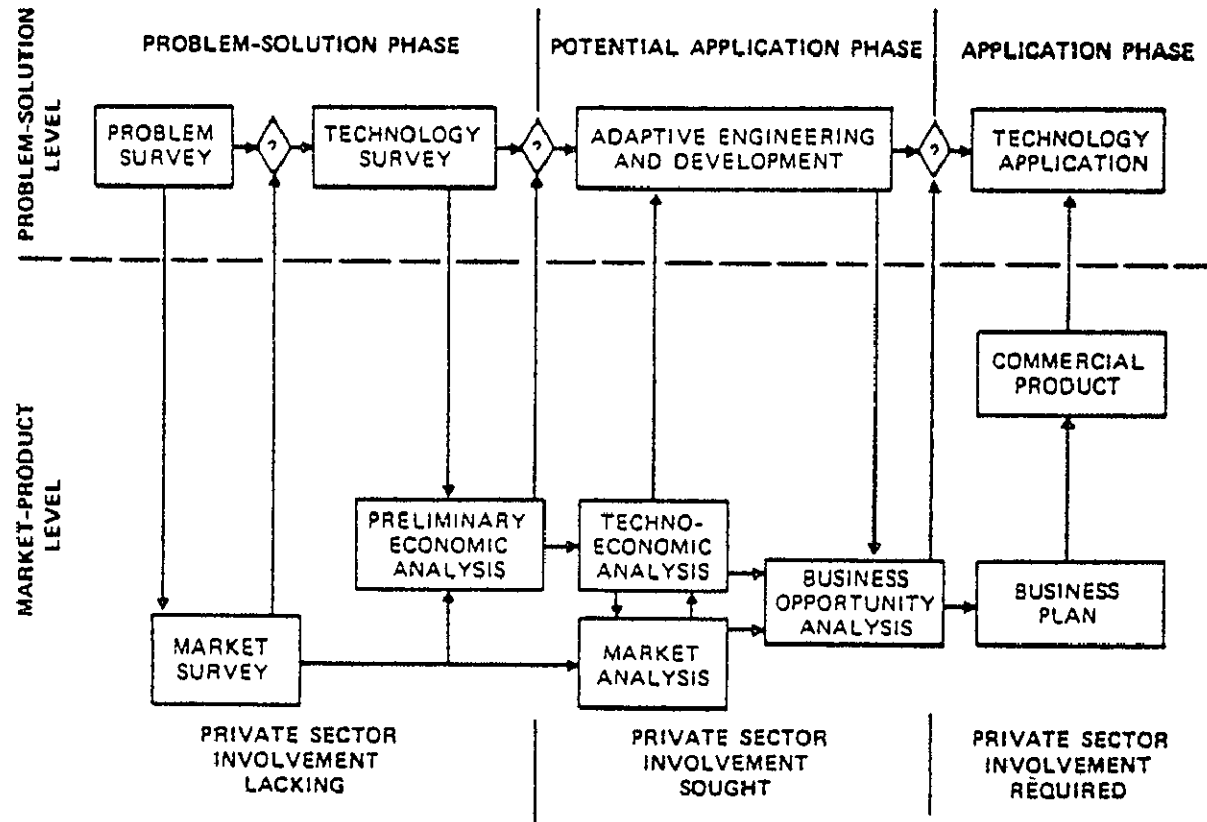 PROBLEM-SOLUTION PHASE
POTENTIAL APPLICATION PHASE
APPLICATION PHASE
PROBLEM-SOLUTION
LEVEL
PROBLEM
SURVEY
?
TECHNOLOGY
SURVEY
?
ADAPTIVE ENGINEERING
AND DEVELOPMENT
?
TECHNOLOGY
APPLICATION
MARKET-PRODUCT
LEVEL
COMMERCIAL
PRODUCT
PRELIMINARY
ECONOMIC
ANALYSIS
TECHNO-
ECONOMIC
ANALYSIS
BUSINESS
OPPORTUNITY
ANALYSIS
BUSINESS
PLAN
MARKET
SURVEY
MARKET
ANALYSIS
PRIVATE SECTOR
INVOLVEMENT
LACKING
PRIVATE SECTOR
INVOLVEMENT
SOUGHT
PRIVATE SECTOR
INVOLVEMENT
REQUIRED